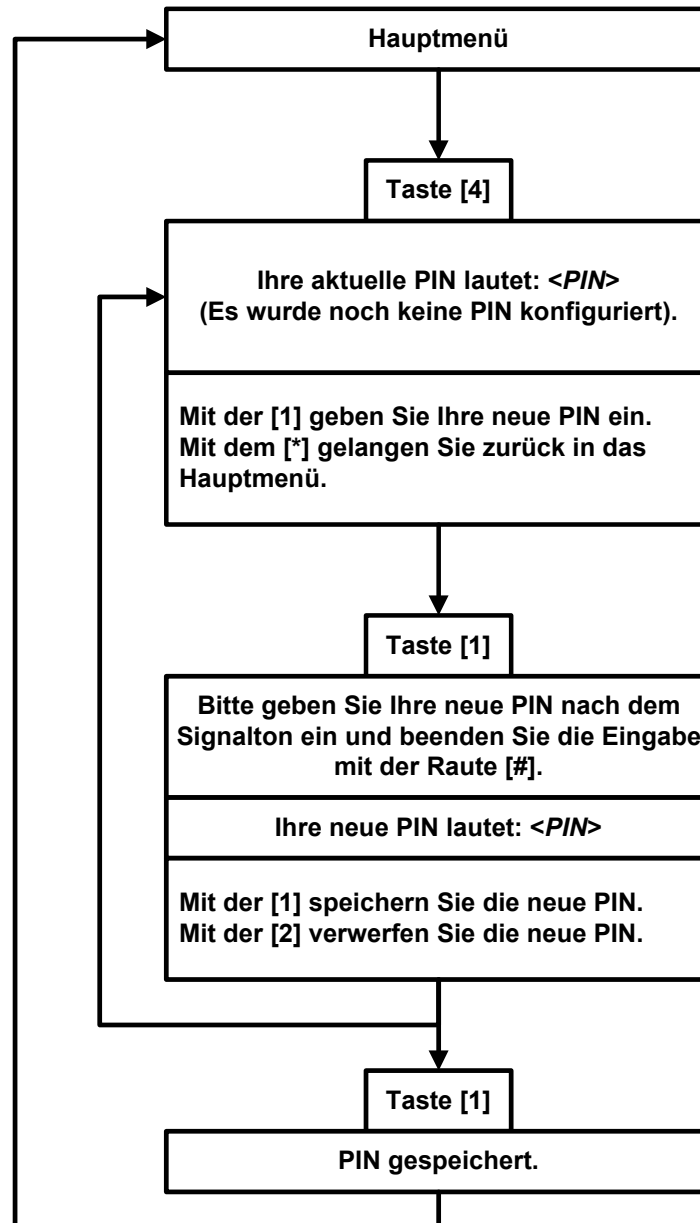 Hauptmenü
Taste [4]
Ihre aktuelle PIN lautet: <PIN>
(Es wurde noch keine PIN konfiguriert).
Mit der [1] geben Sie Ihre neue PIN ein.
Mit dem [*] gelangen Sie zurück in das
Hauptmenü.
Taste [1]
Bitte geben Sie Ihre neue PIN nach dem
Signalton ein und beenden Sie die Eingabe
mit der Raute [#].
Ihre neue PIN lautet: <PIN>
Mit der [1] speichern Sie die neue PIN.
Mit der [2] verwerfen Sie die neue PIN.
Taste [1]
PIN gespeichert.